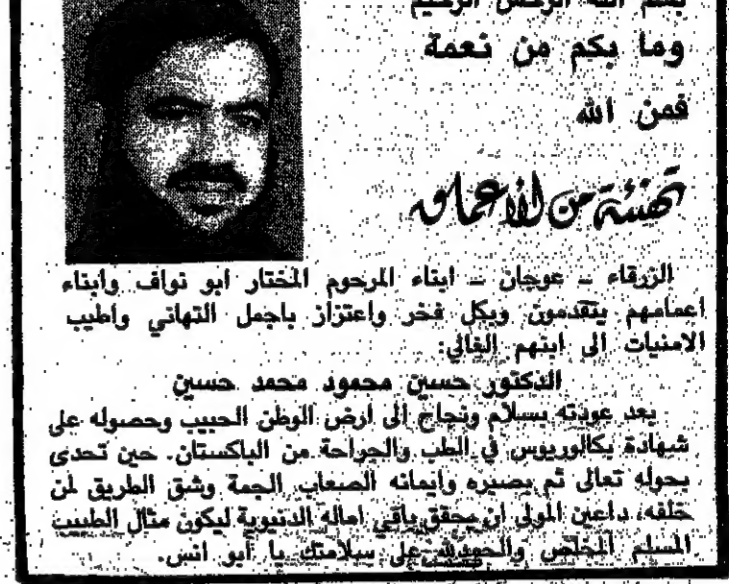 بسم الله الرحمن الرحيم
وما بكم من نعمة
فمن الله
تهنئة من الأعماق
الزرقاء ـ عوجان ـ ابناء المرحوم المختار ابو نواف وابناء
اعمامهم يتقدمون وبكل فخر واعتزاز باجمل التهاني واطيب
الامنيات الى ابنهم الغالي:
الدكتور حسين محمود محمد حسين
بعد عودته بسلام ونجاح إلى ارض الوطن الحبيب وحصوله على
شهادة بكالوريوس في الطب والجراحة من الباكستان. حين تحدى
بحوله تعالى ثم بصبره وايمانه الصعاب الجمة وشق الطريق لمن
خلفه، داعين المولى ان يحقق باقي اماله الدنيوية ليكون مثال الطبيب
المسلم المخلص والحمدلله على سلامتك يا أبو انس.